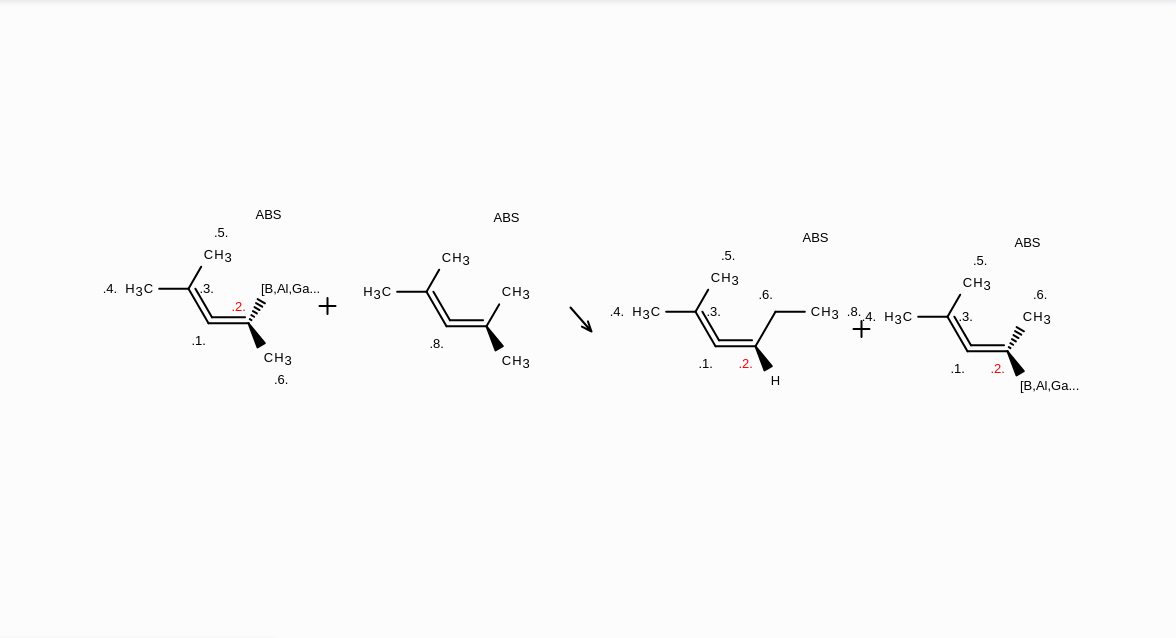 ABS
.5.
CH3
.4. H3C .3. [B,Al,Ga...
.2.
.1.
CH3
.6.
+
ABS
CH3
H3C CH3
.8.
CH3
ABS
.5.
CH3
.6.
.4. H3C .3. CH3 .8.
.1. .2.
H
+
ABS
.5.
CH3 .6.
.4. H3C .3. CH3
.1. .2.
[B,Al,Ga...